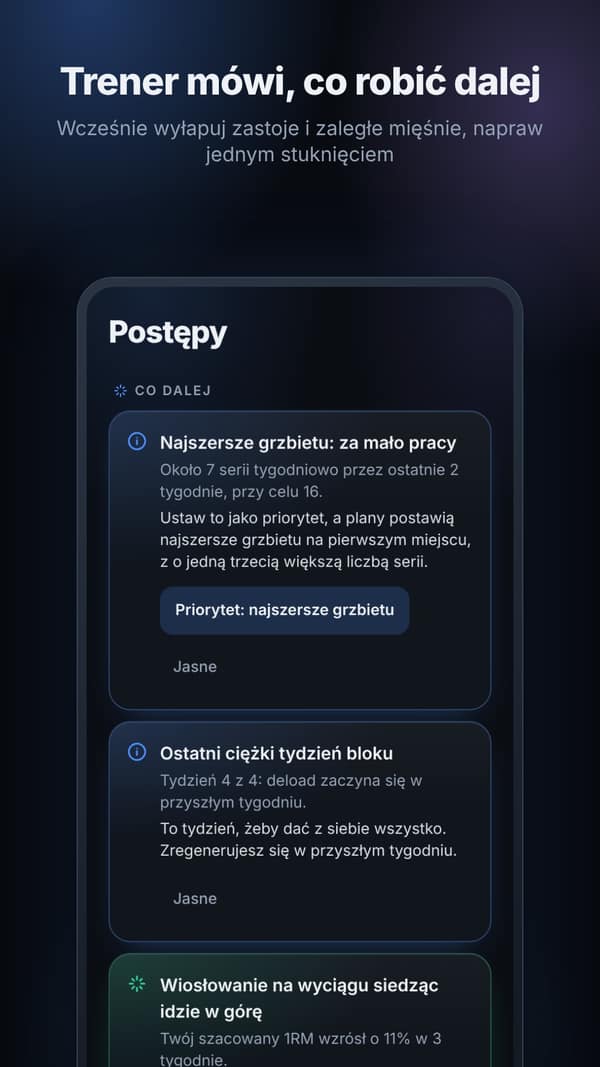 Trener mówi, co robić dalej
Wcześnie wyłapuj zastoje i zaległe mięśnie, napraw
jednym stuknięciem
Postępy
CO DALEJ
Najszersze grzbietu: za mało pracy
Około 7 serii tygodniowo przez ostatnie 2
tygodnie, przy celu 16.
Ustaw to jako priorytet, a plany postawią
najszersze grzbietu na pierwszym miejscu,
z o jedną trzecią większą liczbą serii.
Priorytet: najszersze grzbietu
Jasne
Ostatni ciężki tydzień bloku
Tydzień 4 z 4: deload zaczyna się w
przyszłym tygodniu.
To tydzień, żeby dać z siebie wszystko.
Zregenerujesz się w przyszłym tygodniu.
Jasne
Wiosłowanie na wyciągu siedząc
idzie w górę
Twój szacowany 1RM wzrósł o 11% w 3
tygodnie.